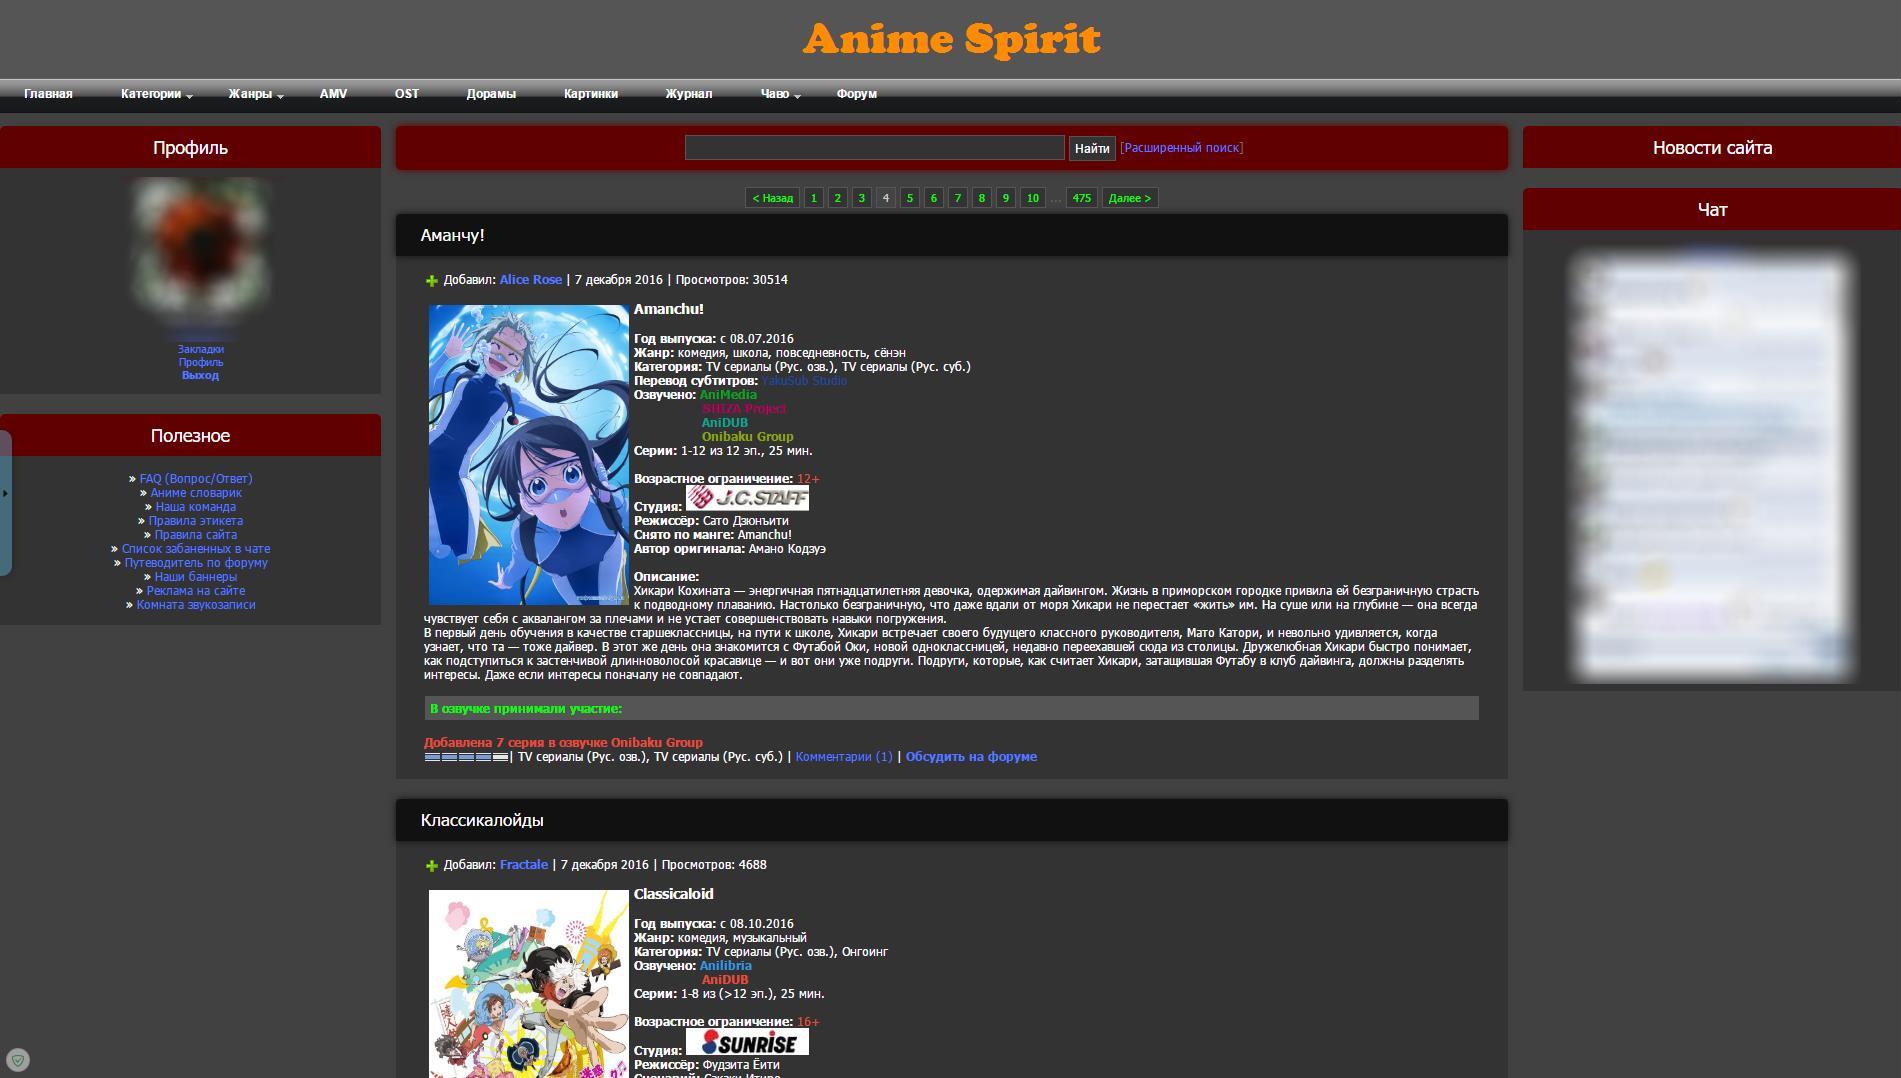 Anime Spirit
Главная Категории Жанры AMV OST Дорамы Картинки Журнал Чаво Форум
Профиль
Закладки
Профиль
Выход
Полезное
» FAQ (Вопрос/Ответ)
» Аниме словарик
» Наша команда
» Правила этикета
» Правила сайта
» Список забаненных в чате
» Путеводитель по форуму
» Наши баннеры
» Реклама на сайте
» Комната звукозаписи
Найти [Расширенный поиск]
< Назад 1 2 3 4 5 6 7 8 9 10 ... 475 Далее >
Аманчу!
Добавил: Alice Rose | 7 декабря 2016 | Просмотров: 30514
Amanchu!
Год выпуска: с 08.07.2016
Жанр: комедия, школа, повседневность, сёнэн
Категория: TV сериалы (Рус. озв.), TV сериалы (Рус. суб.)
Перевод субтитров: YakuSub Studio
Озвучено: AniMedia
SHIZA Project
AniDUB
Onibaku Group
Серии: 1-12 из 12 эп., 25 мин.
Возрастное ограничение: 12+
Студия: J.C.STAFF
Режиссёр: Сато Дзюнъити
Снято по манге: Amanchu!
Автор оригинала: Амано Кодзуэ
Описание:
Хикари Кохината — энергичная пятнадцатилетняя девочка, одержимая дайвингом. Жизнь в приморском городке привила ей безграничную страсть
к подводному плаванию. Настолько безграничную, что даже вдали от моря Хикари не перестает «жить» им. На суше или на глубине — она всегда
чувствует себя с аквалангом за плечами и не устает совершенствовать навыки погружения.
В первый день обучения в качестве старшеклассницы, на пути к школе, Хикари встречает своего будущего классного руководителя, Мато Катори, и невольно удивляется, когда
узнает, что та — тоже дайвер. В этот же день она знакомится с Футабой Оки, новой одноклассницей, недавно переехавшей сюда из столицы. Дружелюбная Хикари быстро понимает,
как подступиться к застенчивой длинноволосой красавице — и вот они уже подруги. Подруги, которые, как считает Хикари, затащившая Футабу в клуб дайвинга, должны разделять
интересы. Даже если интересы поначалу не совпадают.
В озвучке принимали участие:
Добавлена 7 серия в озвучке Onibaku Group
| TV сериалы (Рус. озв.), TV сериалы (Рус. суб.) | Комментарии (1) | Обсудить на форуме
Классикалойды
Добавил: Fractale | 7 декабря 2016 | Просмотров: 4688
Classicaloid
Год выпуска: с 08.10.2016
Жанр: комедия, музыкальный
Категория: TV сериалы (Рус. озв.), Онгоинг
Озвучено: Anilibria
AniDUB
Серии: 1-8 из (>12 эп.), 25 мин.
Возрастное ограничение: 16+
Студия: SUNRISE
Режиссёр: Фудзита Ёити
Новости сайта
Чат